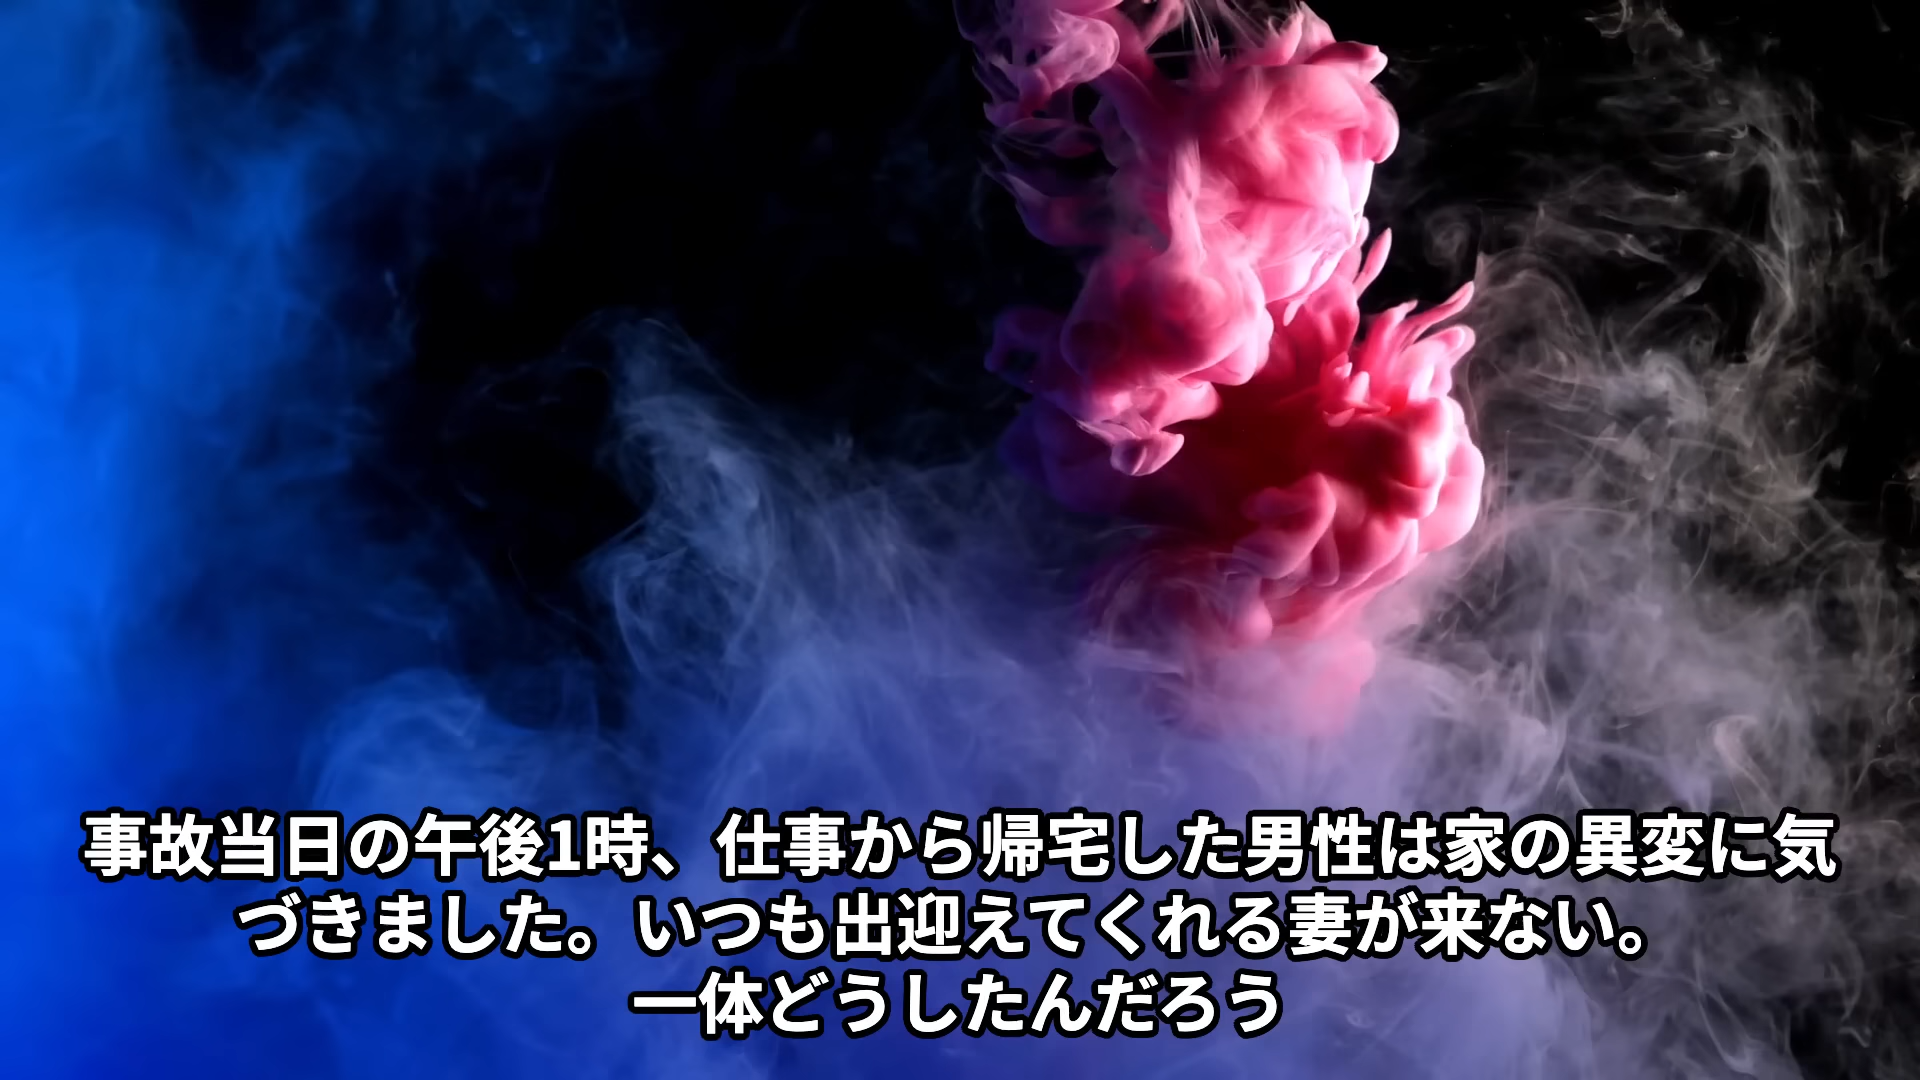 事故当日の午後1時、仕事から帰宅した男性は家の異変に気
づきました。いつも出迎えてくれる妻が来ない。
一体どうしたんだろう